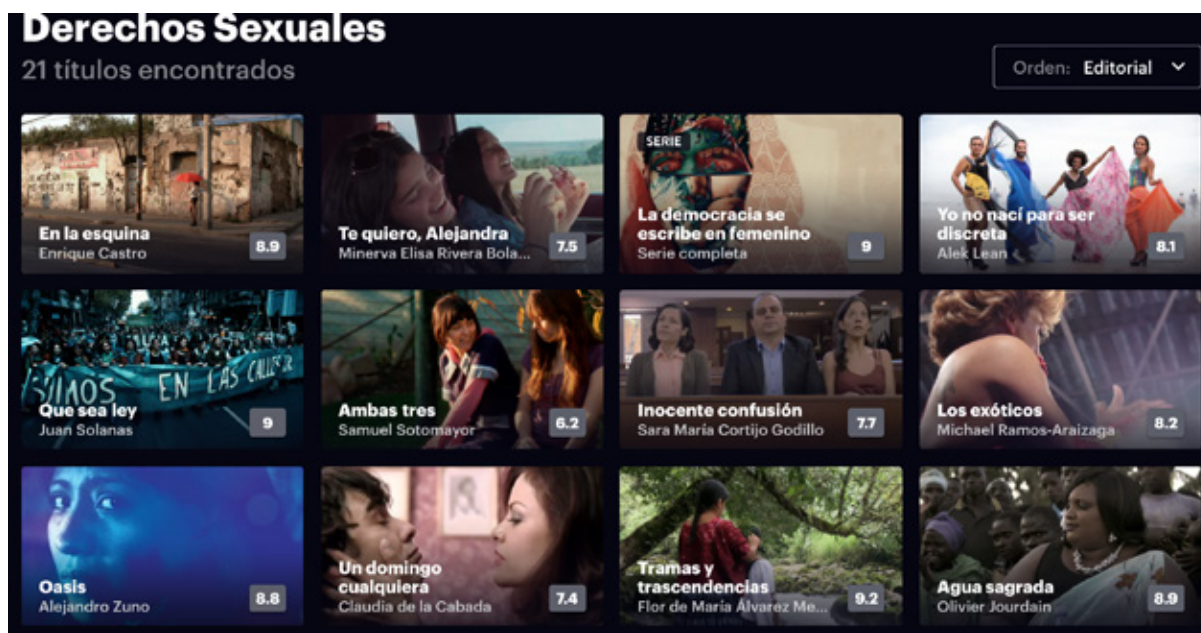 Derechos Sexuales
21 títulos encontrados
Orden: Editorial
En la esquina
Enrique Castro
8.9
Te quiero, Alejandra
Minerva Elisa Rivera Bola...
7.5
SERIE
La democracia se
escribe en femenino
Serie completa
9
Yo no nací para ser
discreta
Alek Lean
8.1
EN LAS CALLES
Que sea ley
Juan Solanas
9
Ambas tres
Samuel Sotomayor
6.2
Inocente confusión
Sara María Cortijo Godillo
7.7
Los exóticos
Michael Ramos-Araizaga
8.2
Oasis
Alejandro Zuno
8.8
Un domingo
cualquiera
Claudia de la Cabada
7.4
Tramas y
trascendencias
Flor de María Álvarez Me...
9.2
Agua sagrada
Olivier Jourdain
8.9